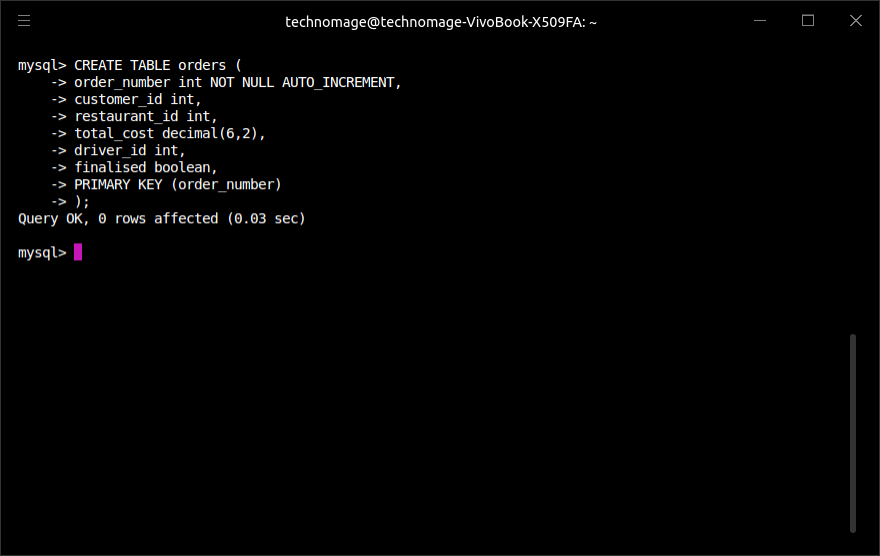 technomage@technomage-VivoBook-X509FA: ~
mysql> CREATE TABLE orders (
    -> order_number int NOT NULL AUTO_INCREMENT,
    -> customer_id int,
    -> restaurant_id int,
    -> total_cost decimal(6,2),
    -> driver_id int,
    -> finalised boolean,
    -> PRIMARY KEY (order_number)
    -> );
Query OK, 0 rows affected (0.03 sec)
mysql>